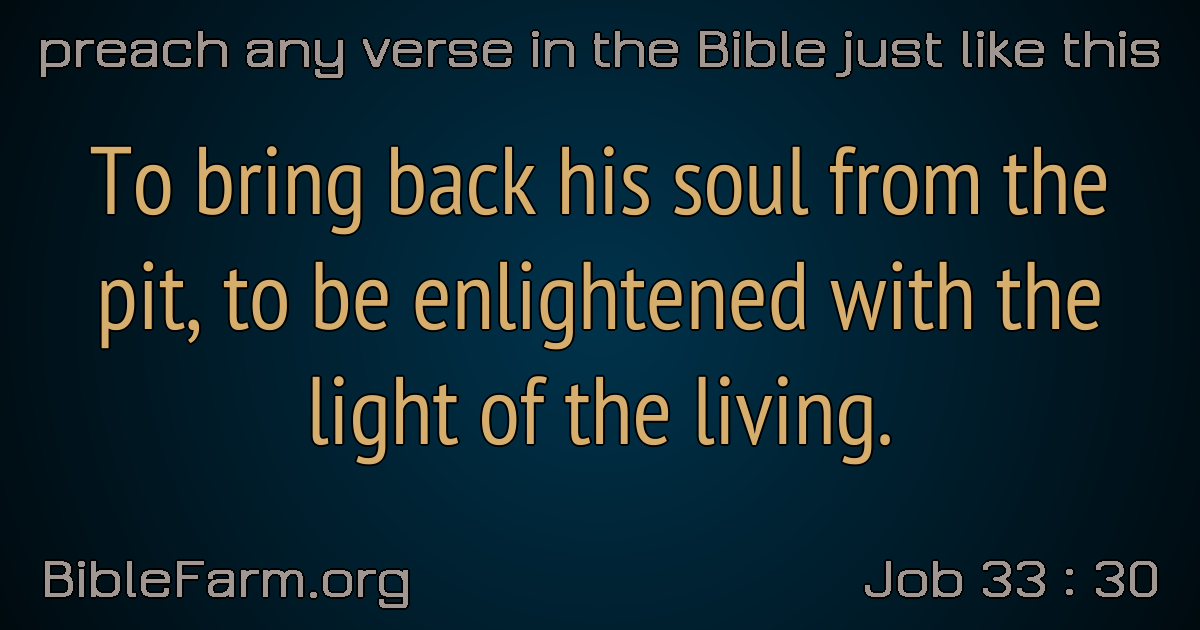 preach any verse in the Bible just like this
To bring back his soul from the
pit, to be enlightened with the
light of the living.
BibleFarm.org
Job 33 : 30